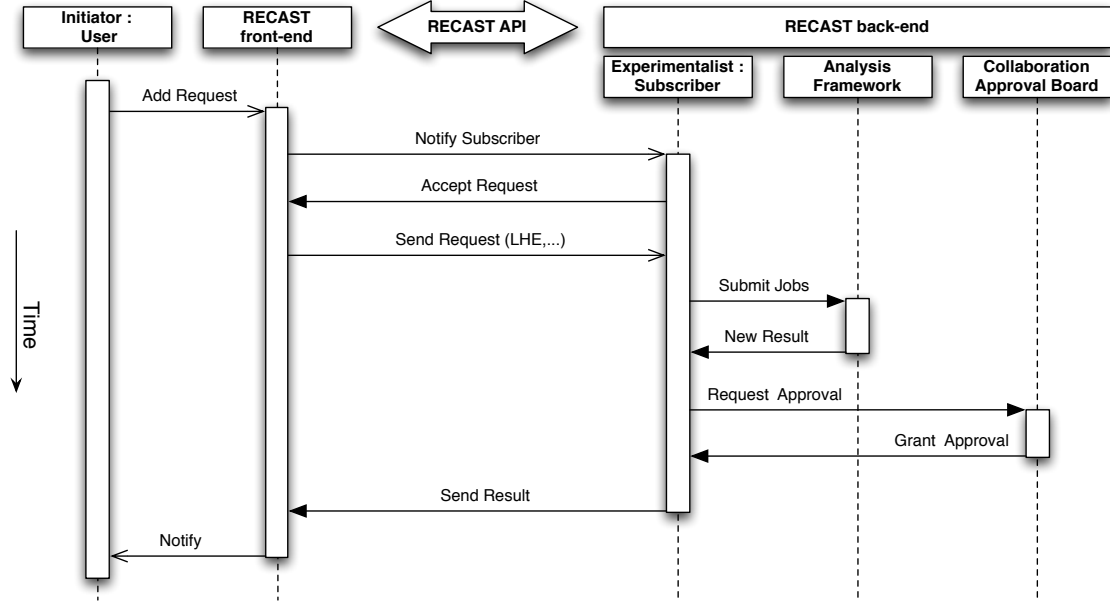 Initiator :
User
RECAST
front-end
RECAST API
RECAST back-end
Experimentalist :
Subscriber
Analysis
Framework
Collaboration
Approval Board
Add Request
Notify Subscriber
Accept Request
Send Request (LHE,...)
Submit Jobs
Time
New Result
Request Approval
Grant Approval
Send Result
Notify